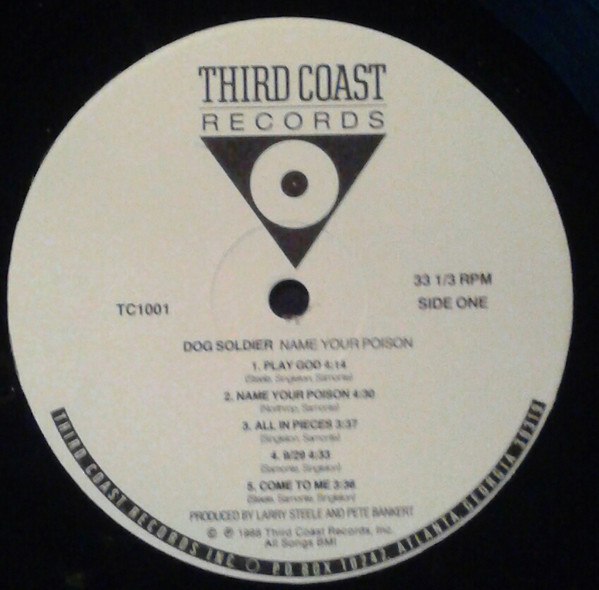 THIRD COAST
RECORDS
33 1/3 RPM
TC1001
SIDE ONE
DOG SOLDIER NAME YOUR POISON
1. PLAY GOD 4:14
(Steele, Singleton, Samonte)
2. NAME YOUR POISON 4:30
(Northrop, Samonte)
3. ALL IN PIECES 3:37
(Singleton, Samonte)
4. 9/29 4:33
(Samonte, Singleton)
5. COME TO ME 3:36
(Steele, Samonte, Singleton)
PRODUCED BY LARRY STEELE AND PETE BANKERT
© ℗ 1988 Third Coast Records, Inc.
All Songs BMI
THIRD COAST RECORDS INC PO BOX 10242 ATLANTA GEORGIA